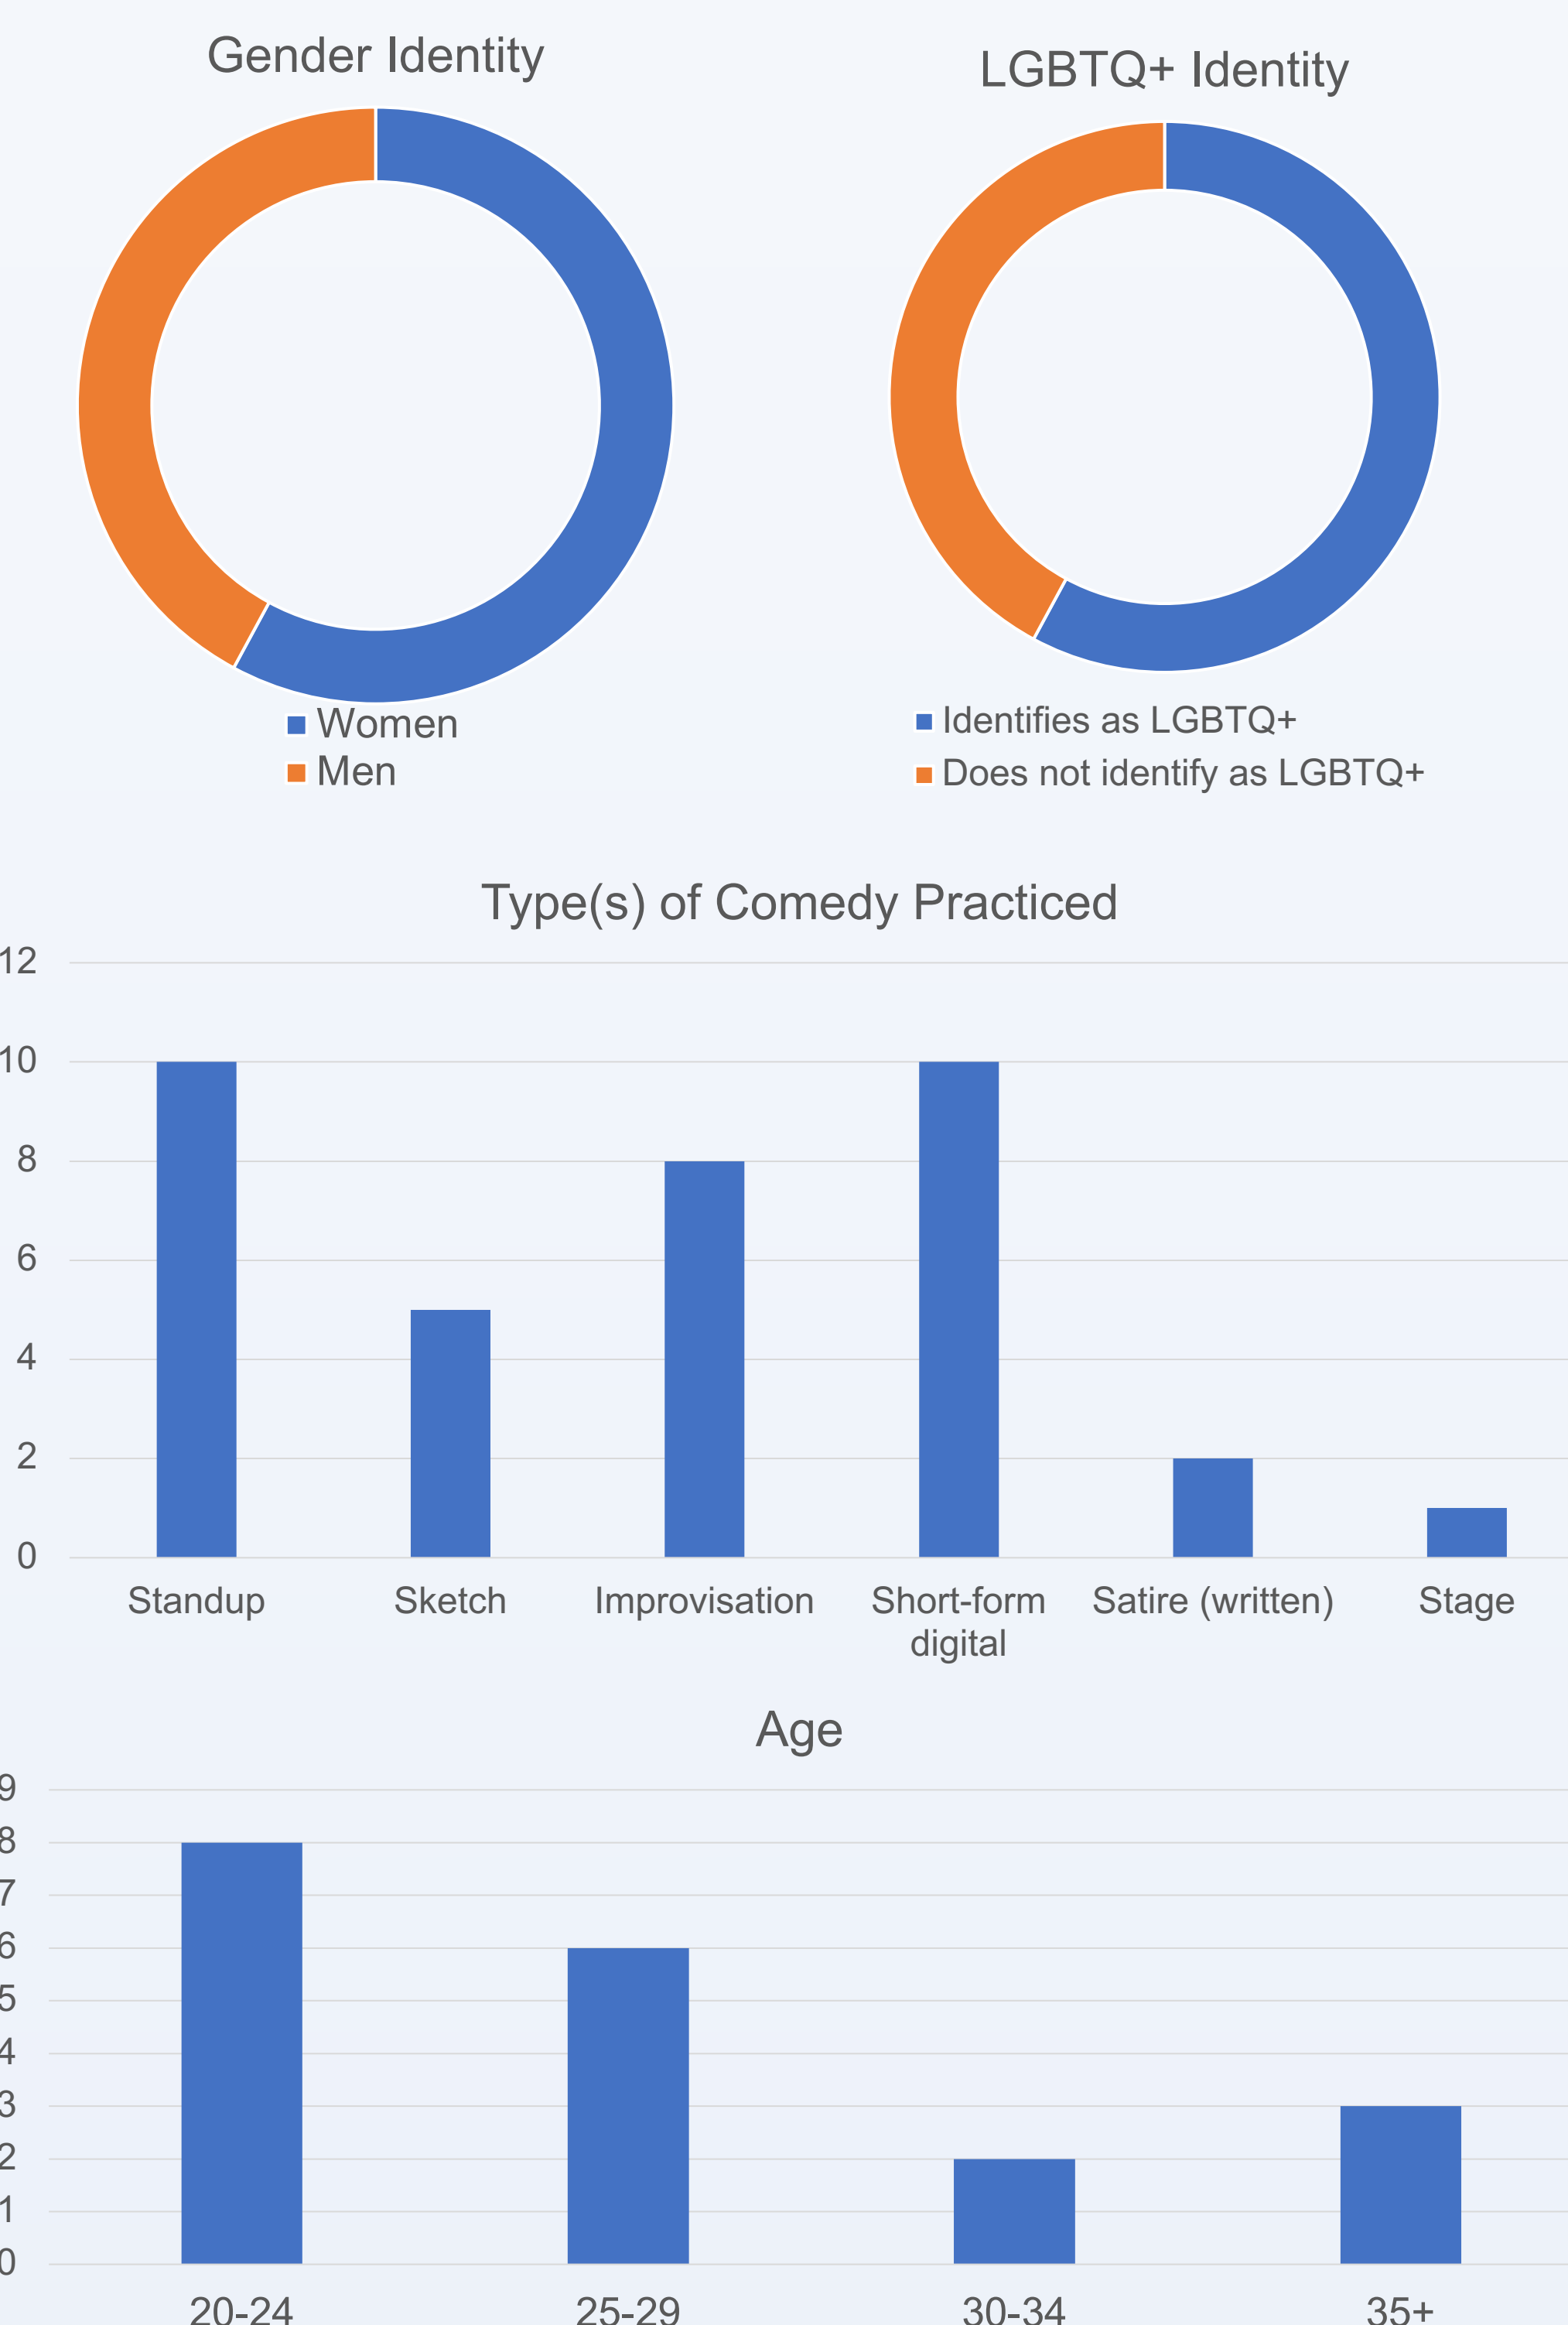 Gender Identity
LGBTQ+ Identity
Women
Men
Identifies as LGBTQ+
Does not identify as LGBTQ+
Type(s) of Comedy Practiced
12
10
8
6
4
2
0
Standup
Sketch
Improvisation
Short-form
digital
Satire (written)
Stage
Age
9
8
7
6
5
4
3
2
1
0
20-24
25-29
30-34
35+